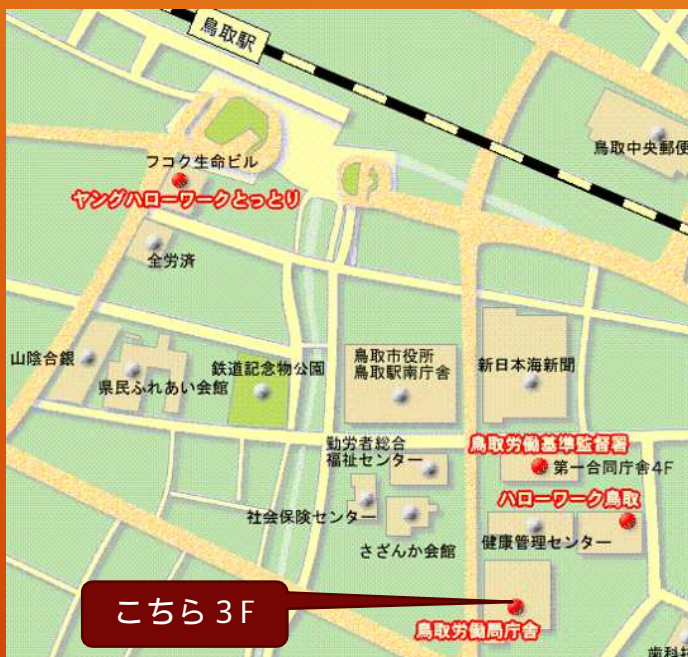 鳥取駅
鳥取中央郵便
フコク生命ビル
ヤングハローワークとっとり
全労済
山陰合銀
県民ふれあい会館
鉄道記念物公園
鳥取市役所
鳥取駅南庁舎
新日本海新聞
勤労者総合
福祉センター
鳥取労働基準監督署
第一合同庁舎4F
ハローワーク鳥取
社会保険センター
さざんか会館
健康管理センター
こちら3F
鳥取労働局庁舎
歯科技